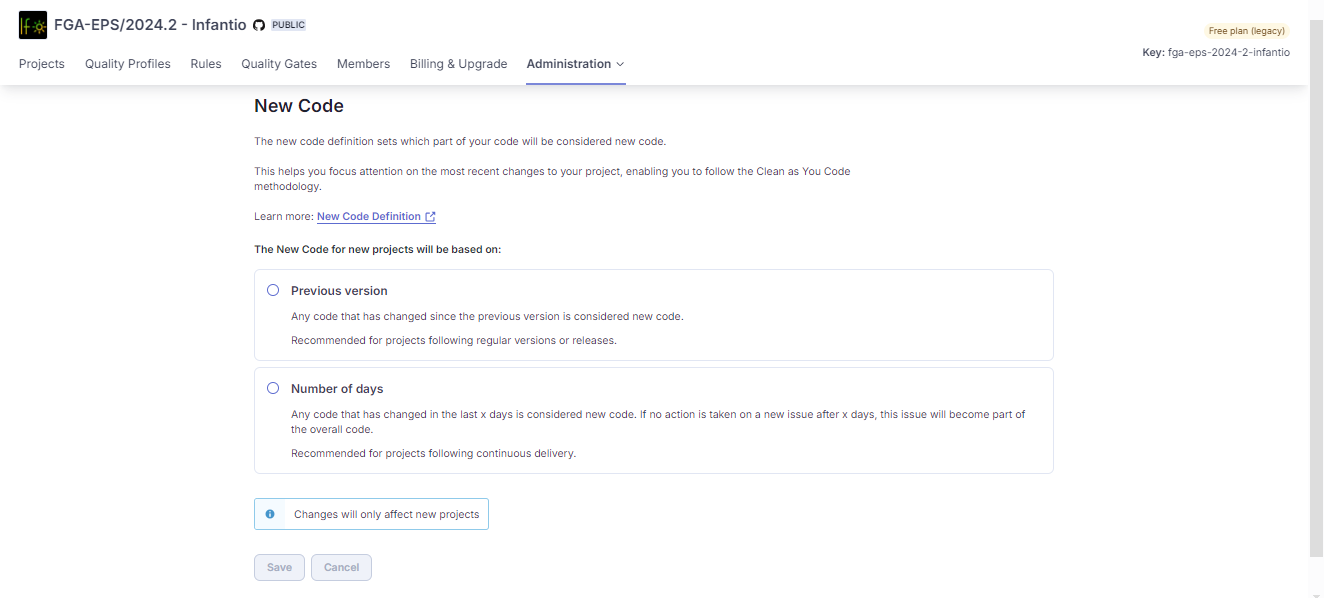 FGA-EPS/2024.2 - Infantio PUBLIC
Free plan (legacy)
Key: fga-eps-2024-2-infantio
Projects Quality Profiles Rules Quality Gates Members Billing & Upgrade Administration
New Code
The new code definition sets which part of your code will be considered new code.
This helps you focus attention on the most recent changes to your project, enabling you to follow the Clean as You Code
methodology.
Learn more: New Code Definition
The New Code for new projects will be based on:
Previous version
Any code that has changed since the previous version is considered new code.
Recommended for projects following regular versions or releases.
Number of days
Any code that has changed in the last x days is considered new code. If no action is taken on a new issue after x days, this issue will become part of
the overall code.
Recommended for projects following continuous delivery.
Changes will only affect new projects
Save Cancel